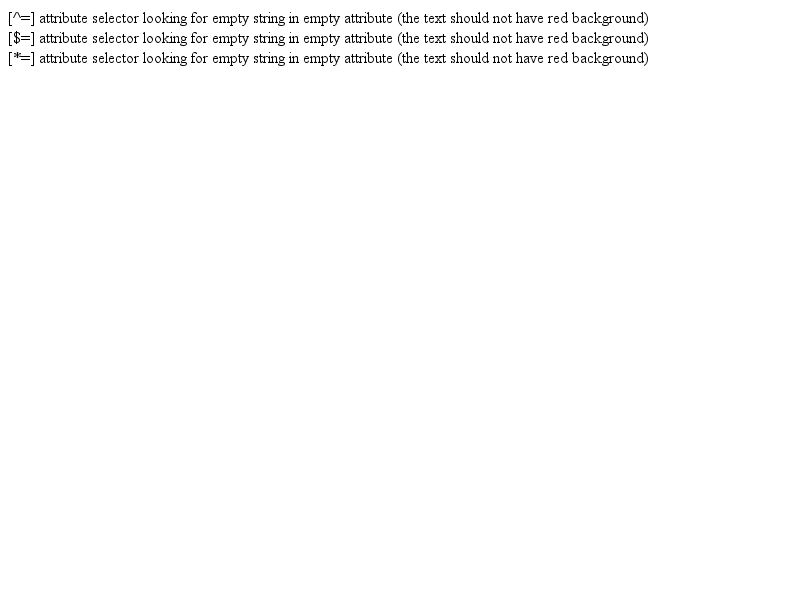 [^=] attribute selector looking for empty string in empty attribute (the text should not have red background)
[$=] attribute selector looking for empty string in empty attribute (the text should not have red background)
[*=] attribute selector looking for empty string in empty attribute (the text should not have red background)